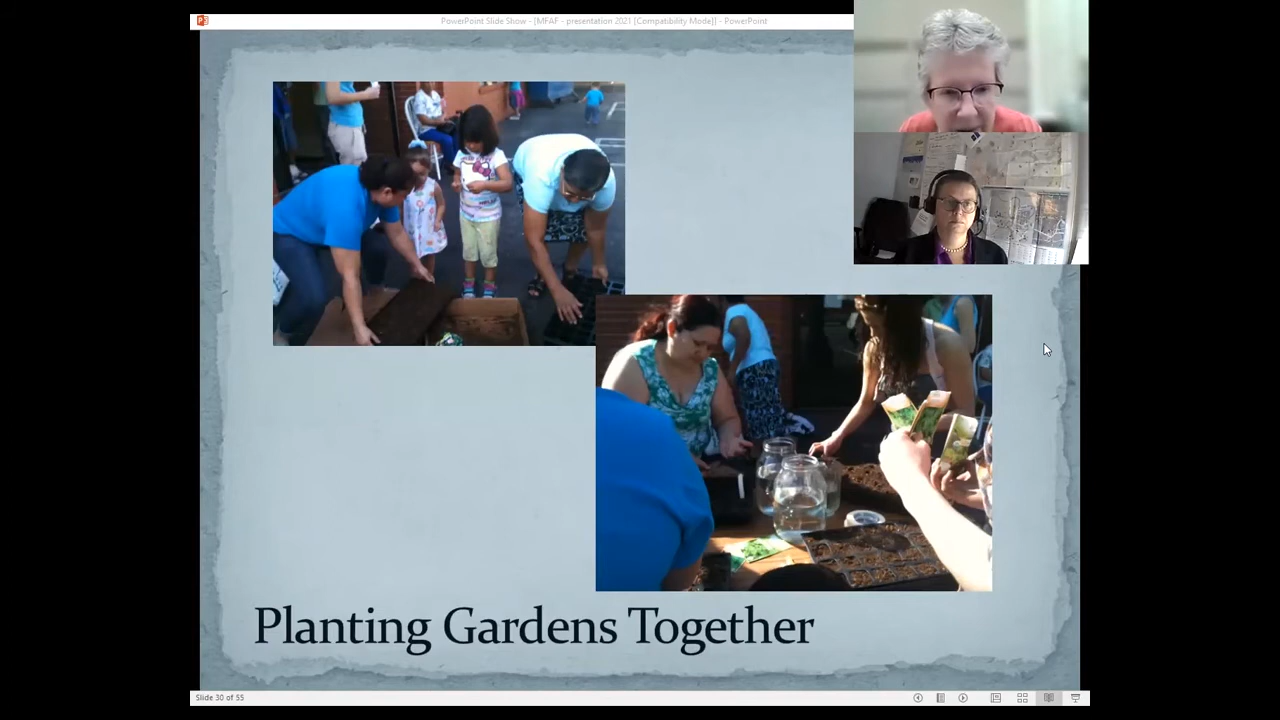 PowerPoint Slide Show - [MFAF - presentation 2021 [Compatibility Mode]] - PowerPoint
Planting Gardens Together
Slide 30 of 55